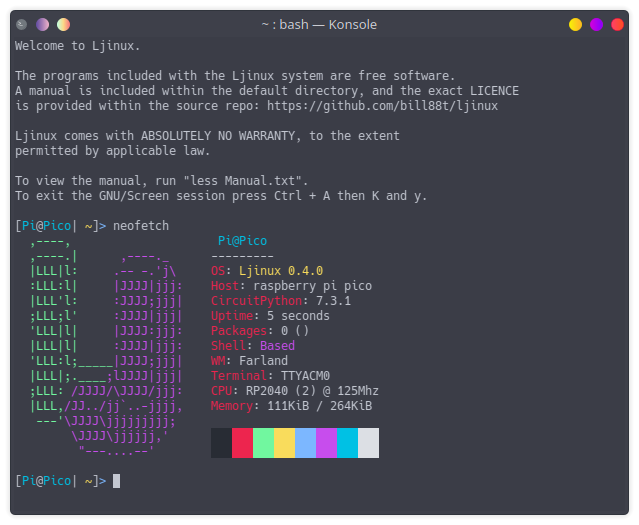 ~ : bash — Konsole
Welcome to Ljinux.
The programs included with the Ljinux system are free software.
A manual is included within the default directory, and the exact LICENCE
is provided within the source repo: https://github.com/bill88t/ljinux
Ljinux comes with ABSOLUTELY NO WARRANTY, to the extent
permitted by applicable law.
To view the manual, run "less Manual.txt".
To exit the GNU/Screen session press Ctrl + A then K and y.
[Pi@Pico| ~]> neofetch
  ,----,                     Pi@Pico
  ,----.|      ,----._      ---------
  |LLL|l:     .-- -.'j\     OS: Ljinux 0.4.0
  :LLL:l|     |JJJJ|jjj:    Host: raspberry pi pico
  |LLL'l:     :JJJJ;jjj|    CircuitPython: 7.3.1
  ;LLL;l'     :JJJJ|jjj|    Uptime: 5 seconds
  'LLL|l|     |JJJJ:jjj:    Packages: 0 ()
  |LLL|l|     :JJJJ|jjj:    Shell: Based
  'LLL:l;_____|JJJJ;jjj|    WM: Farland
  |LLL|;.____;lJJJJ|jjj|    Terminal: TTYACM0
  ;LLL: /JJJJ/\JJJJ/jjj:    CPU: RP2040 (2) @ 125Mhz
  |LLL,/JJ../jj`..-jjjj,    Memory: 111KiB / 264KiB
   ---'\JJJJ\jjjjjjjjj;
        \JJJJ\jjjjjj,'
         "---....--'
[Pi@Pico| ~]>